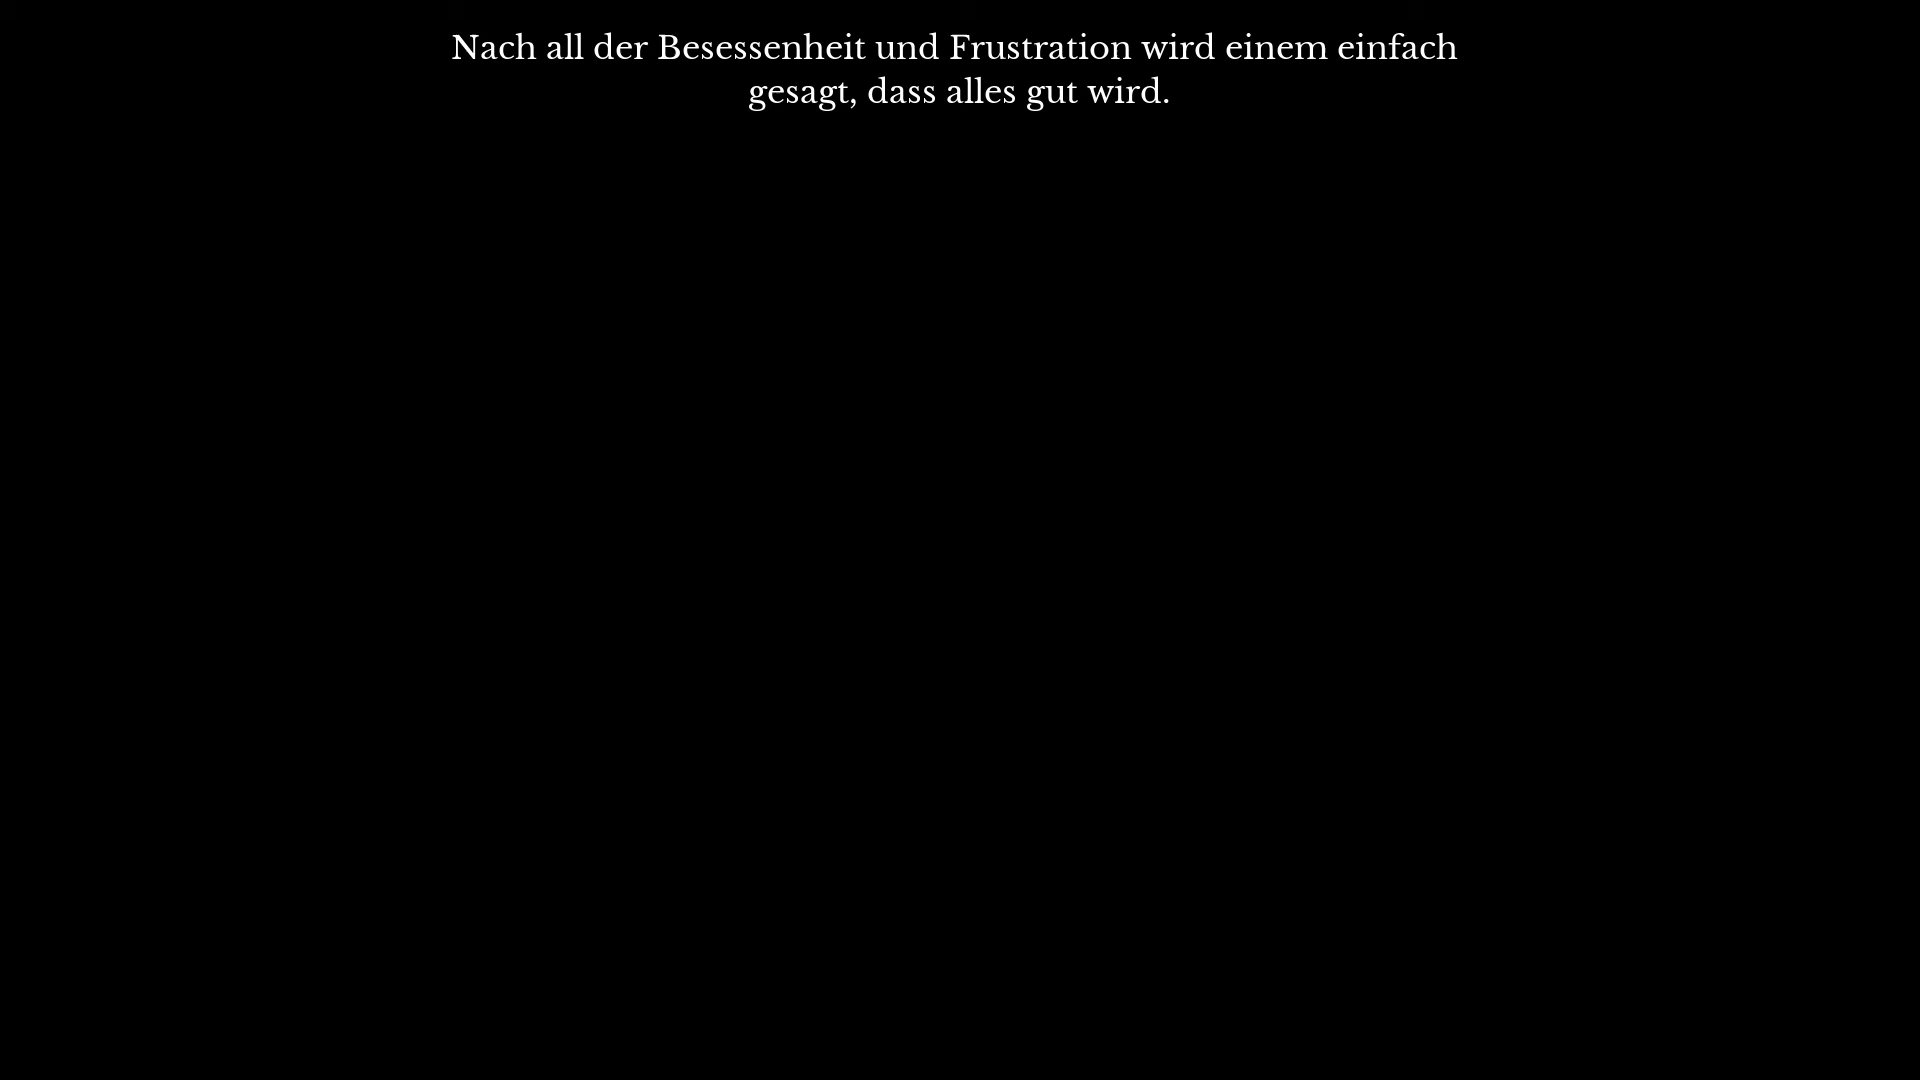 Nach all der Besessenheit und Frustration wird einem einfach
gesagt, dass alles gut wird.